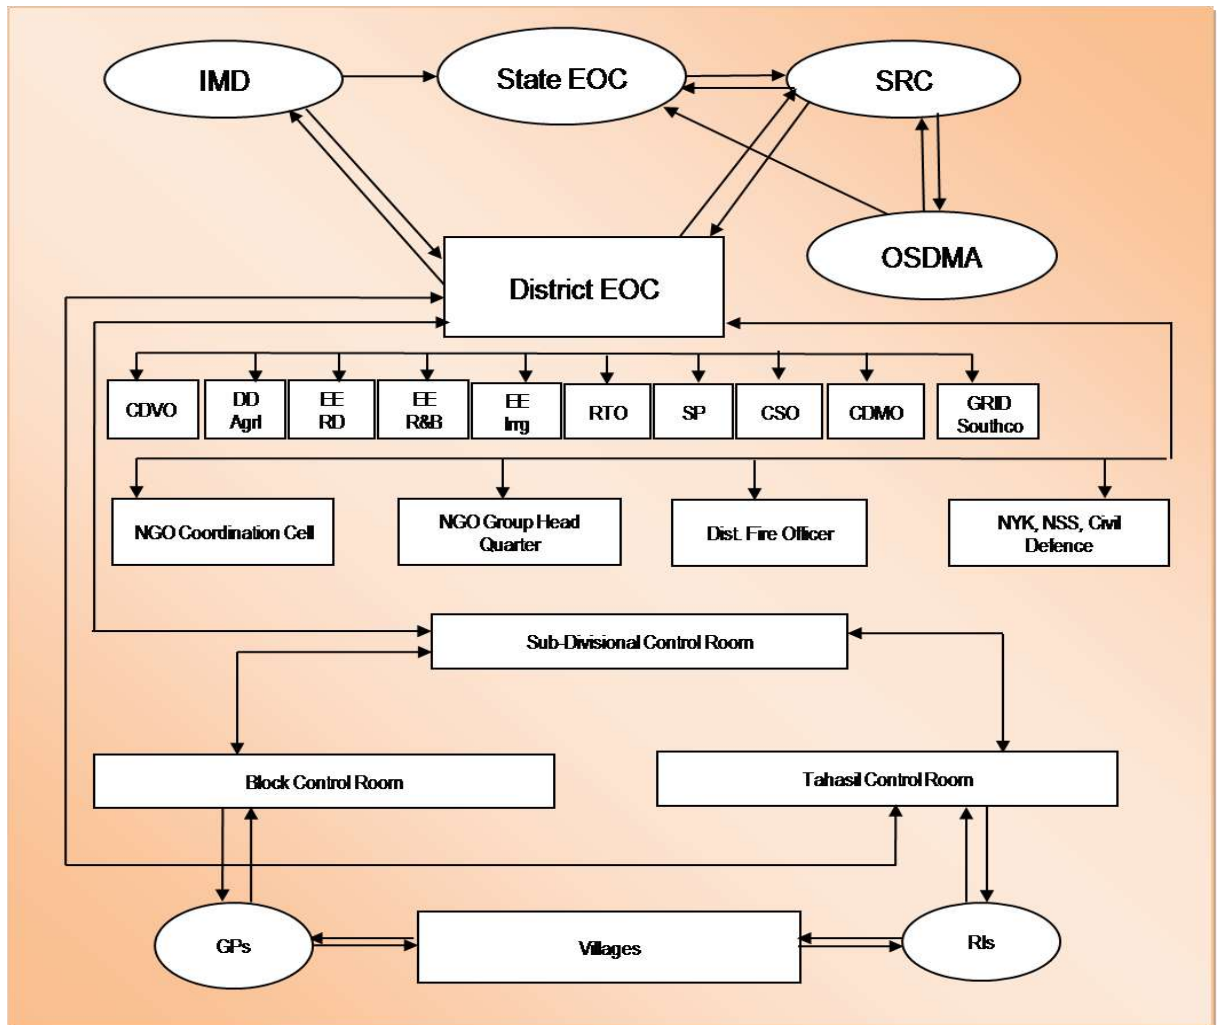 IMD
State EOC
SRC
OSDMA
District EOC
CDVO
DD
Agrl
EE
RD
EE
R&B
EE
Irrg
RTO
SP
CSO
CDMO
GRID
Southco
NGO Coordination Cell
NGO Group Head
Quarter
Dist. Fire Officer
NYK, NSS, Civil
Defence
Sub-Divisional Control Room
Block Control Room
Tahasil Control Room
GPs
Villages
RIs